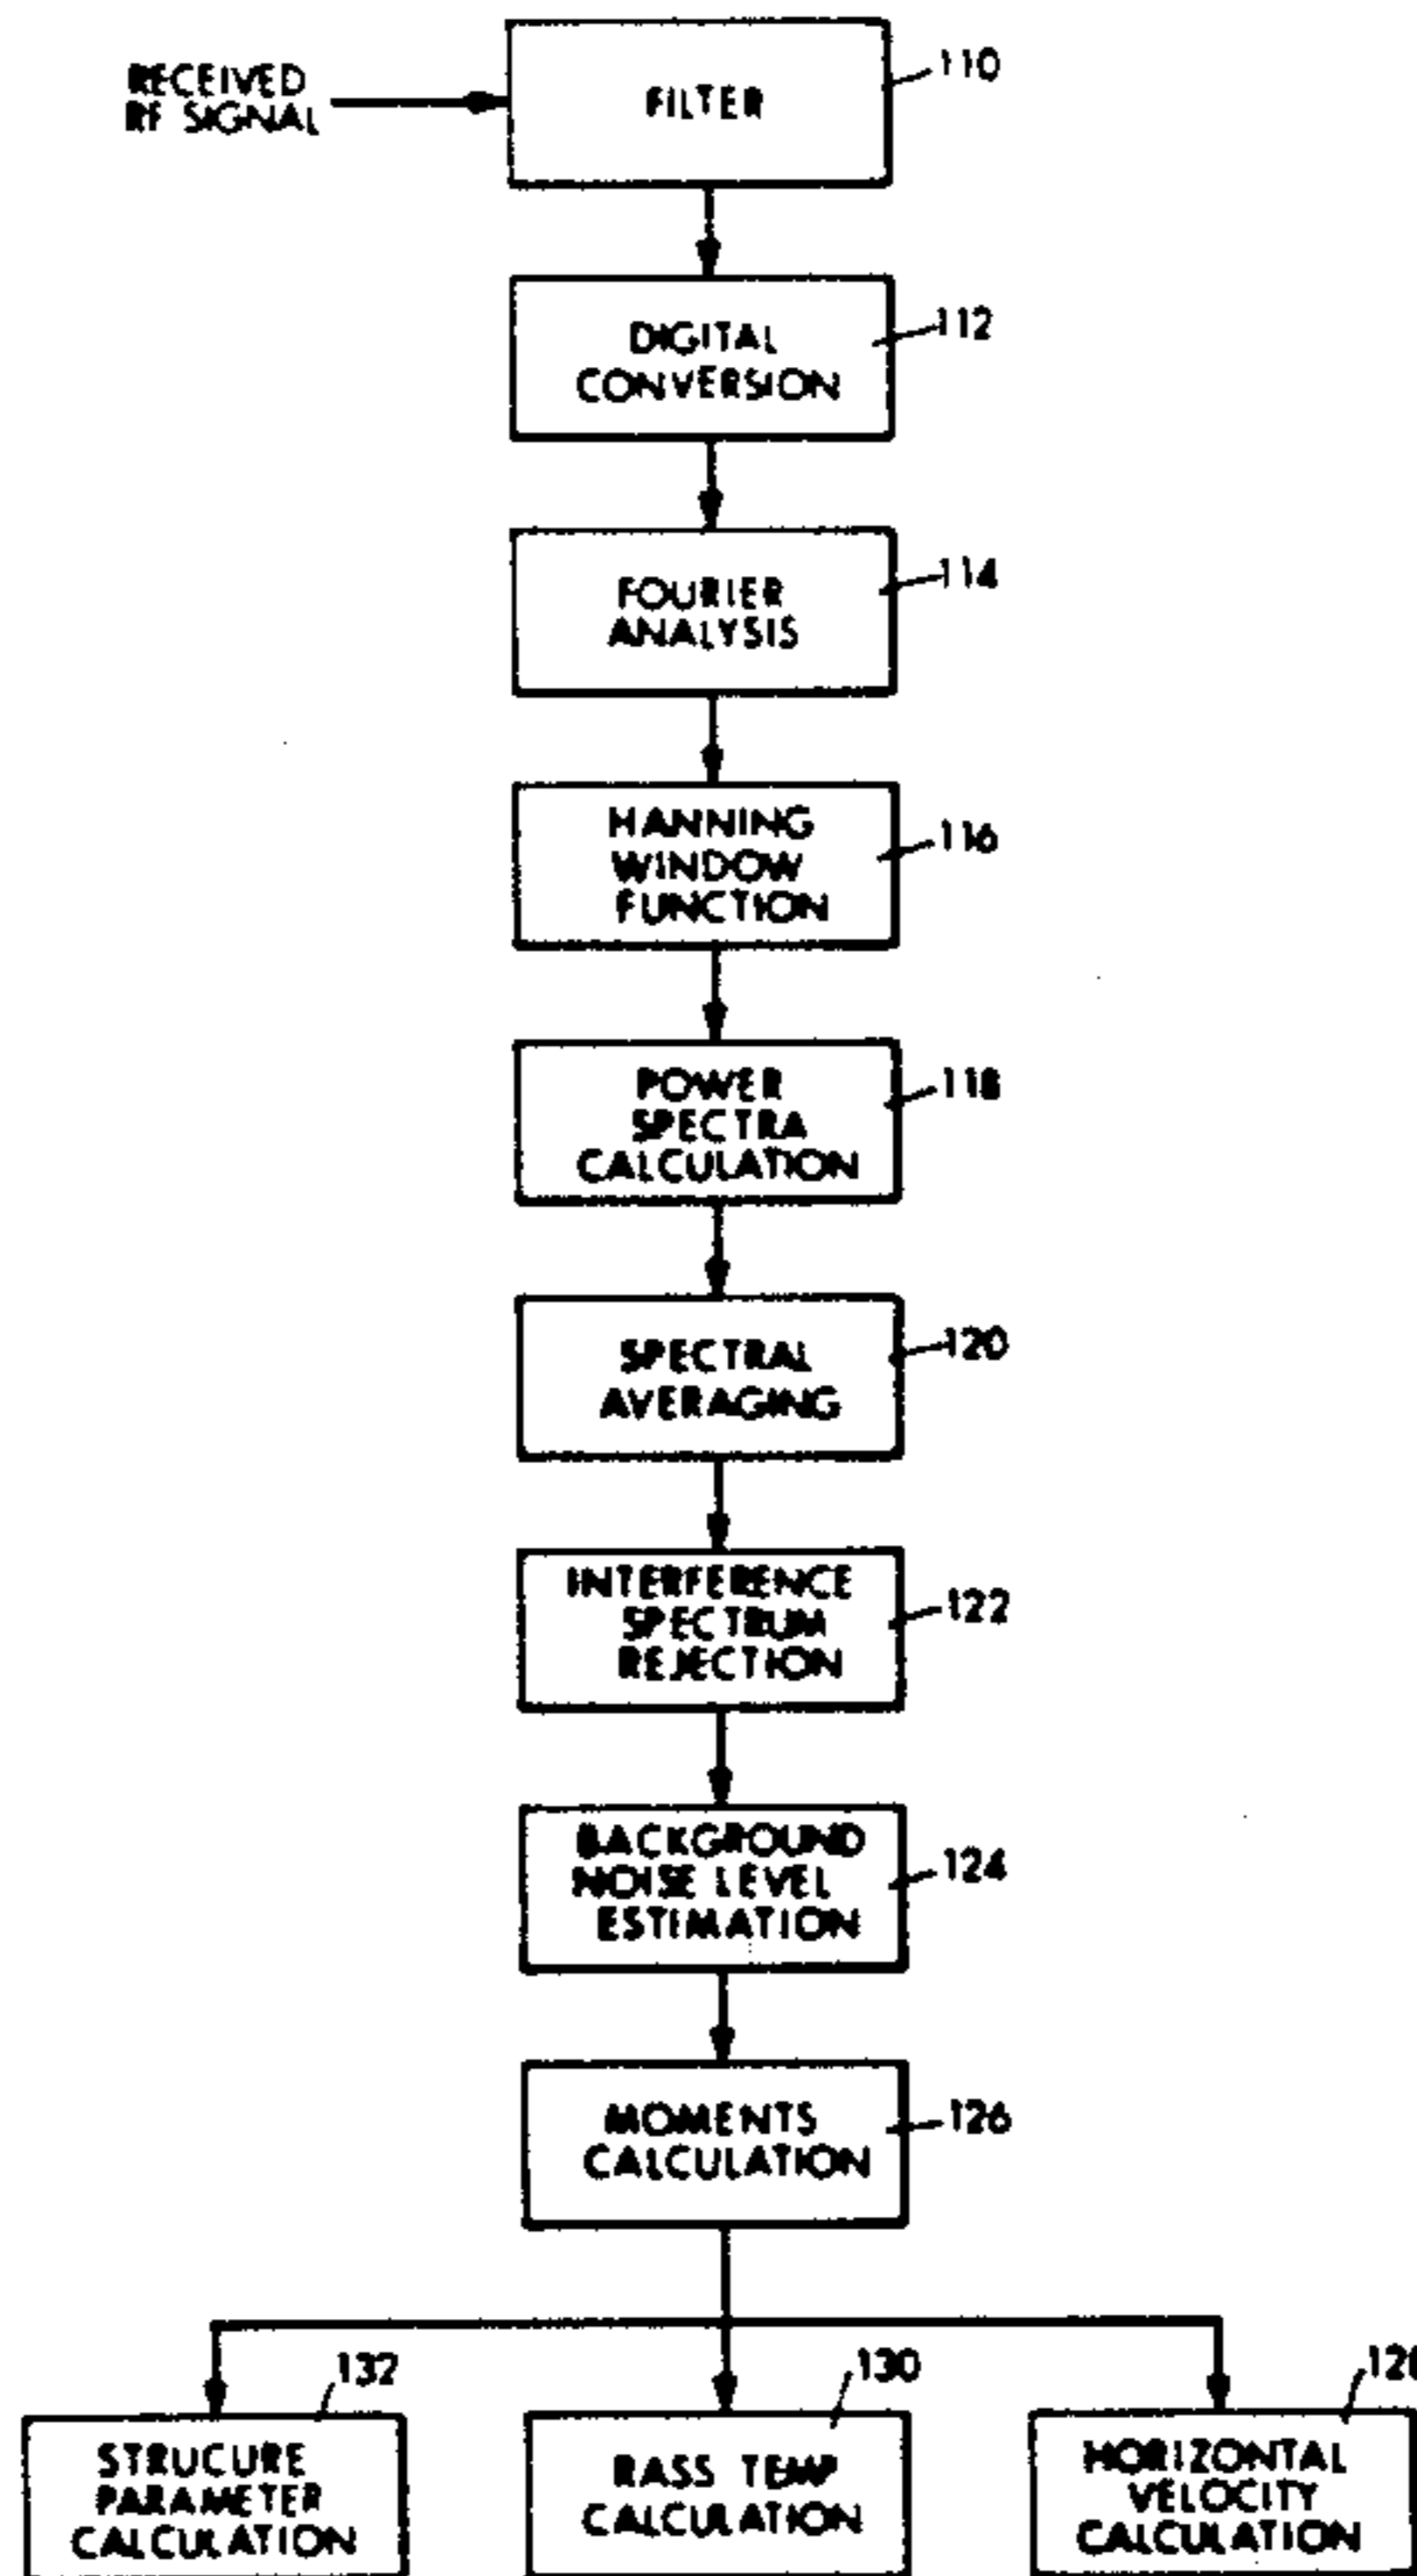 RECEIVED
RF SIGNAL
FILTER
110
DIGITAL
CONVERSION
112
FOURIER
ANALYSIS
114
HANNING
WINDOW
FUNCTION
116
POWER
SPECTRA
CALCULATION
118
SPECTRAL
AVERAGING
120
INTERFERENCE
SPECTRUM
REJECTION
122
BACKGROUND
NOISE LEVEL
ESTIMATION
124
MOMENTS
CALCULATION
126
132
STRUCURE
PARAMETER
CALCULATION
130
RASS TEMP
CALCULATION
HORIZONTAL
VELOCITY
CALCULATION